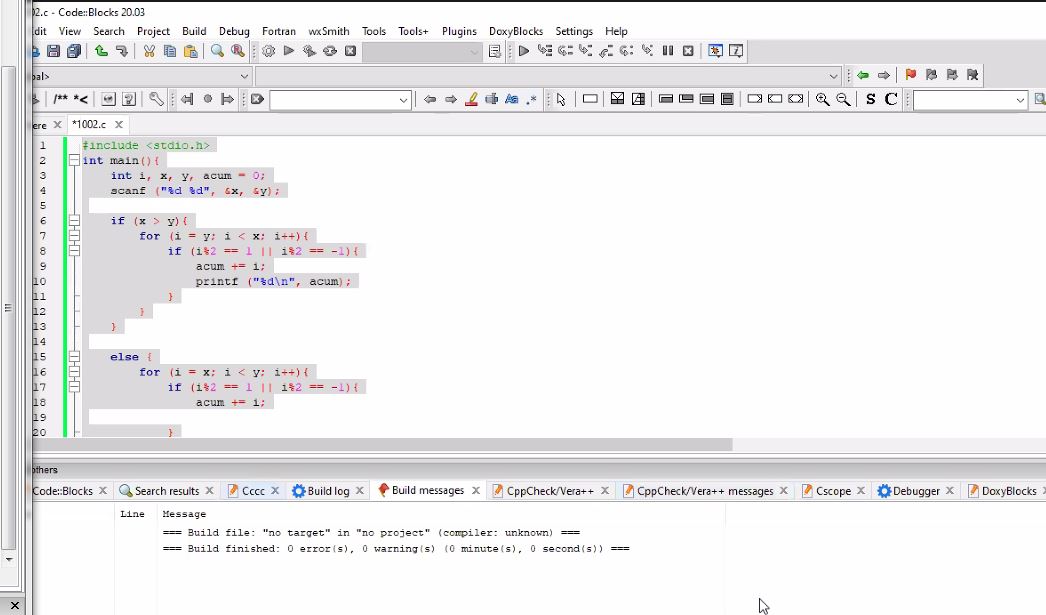 02.c - Code::Blocks 20.03
Edit View Search Project Build Debug Fortran wxSmith Tools Tools+ Plugins DoxyBlocks Settings Help
bal>
/** *<
S C
ere *1002.c
1 #include <stdio.h>
2 int main(){
3 int i, x, y, acum = 0;
4 scanf ("%d %d", &x, &y);
5
6 if (x > y){
7 for (i = y; i < x; i++){
8 if (i%2 == 1 || i%2 == -1){
9 acum += i;
10 printf ("%d\n", acum);
11 }
12 }
13 }
14
15 else {
16 for (i = x; i < y; i++){
17 if (i%2 == 1 || i%2 == -1){
18 acum += i;
19
20 }
others
Code::Blocks Search results Cccc Build log Build messages CppCheck/Vera++ CppCheck/Vera++ messages Cscope Debugger DoxyBlocks
Line Message
=== Build file: "no target" in "no project" (compiler: unknown) ===
=== Build finished: 0 error(s), 0 warning(s) (0 minute(s), 0 second(s)) ===